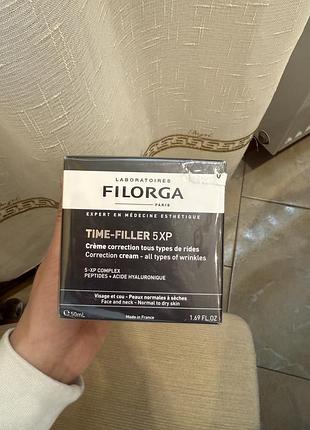 LABORATOIRES
FILORGA
PARIS
EXPERT EN MÉDECINE ESTHÉTIQUE
TIME-FILLER 5XP
Crème correction tous types de rides
Correction cream - all types of wrinkles
5-XP COMPLEX
PEPTIDES + ACIDE HYALURONIQUE
Visage et cou - Peaux normales à sèches
Face and neck - Normal to dry skin
℮50mL
Made in France
1.69 FL.OZ